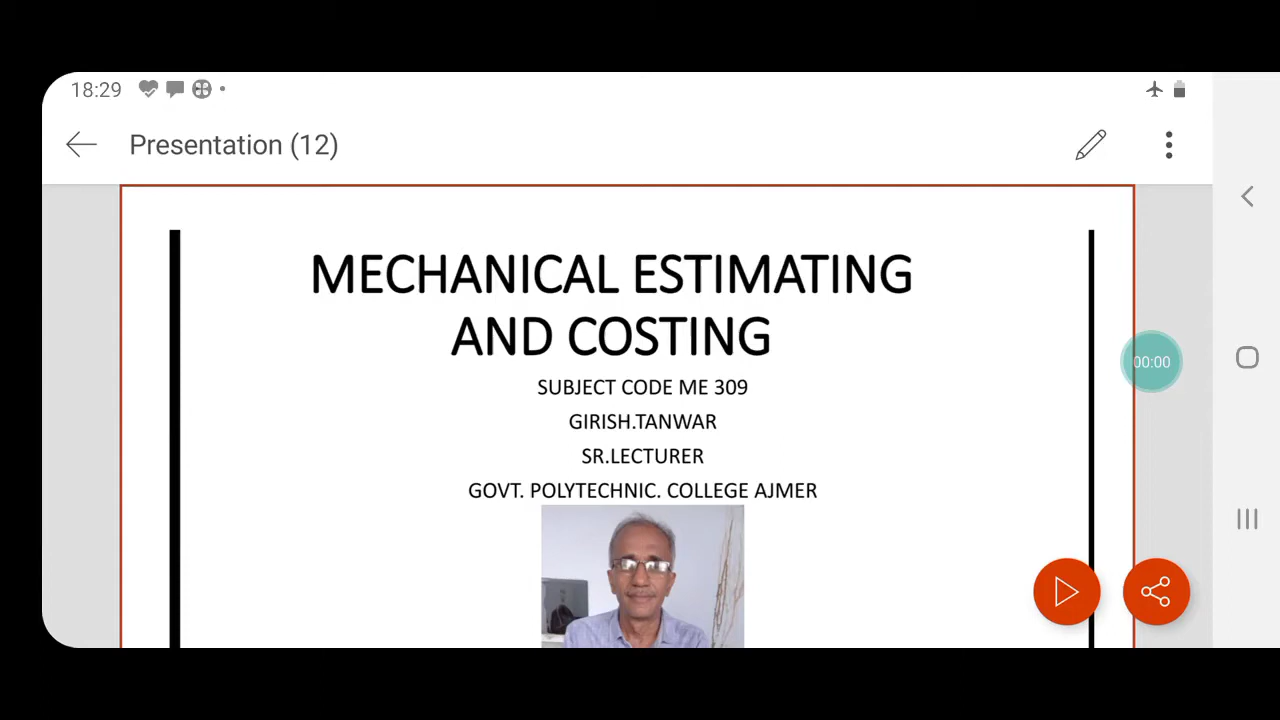 18:29
Presentation (12)
MECHANICAL ESTIMATING
AND COSTING
SUBJECT CODE ME 309
GIRISH.TANWAR
SR.LECTURER
GOVT. POLYTECHNIC. COLLEGE AJMER
00:00